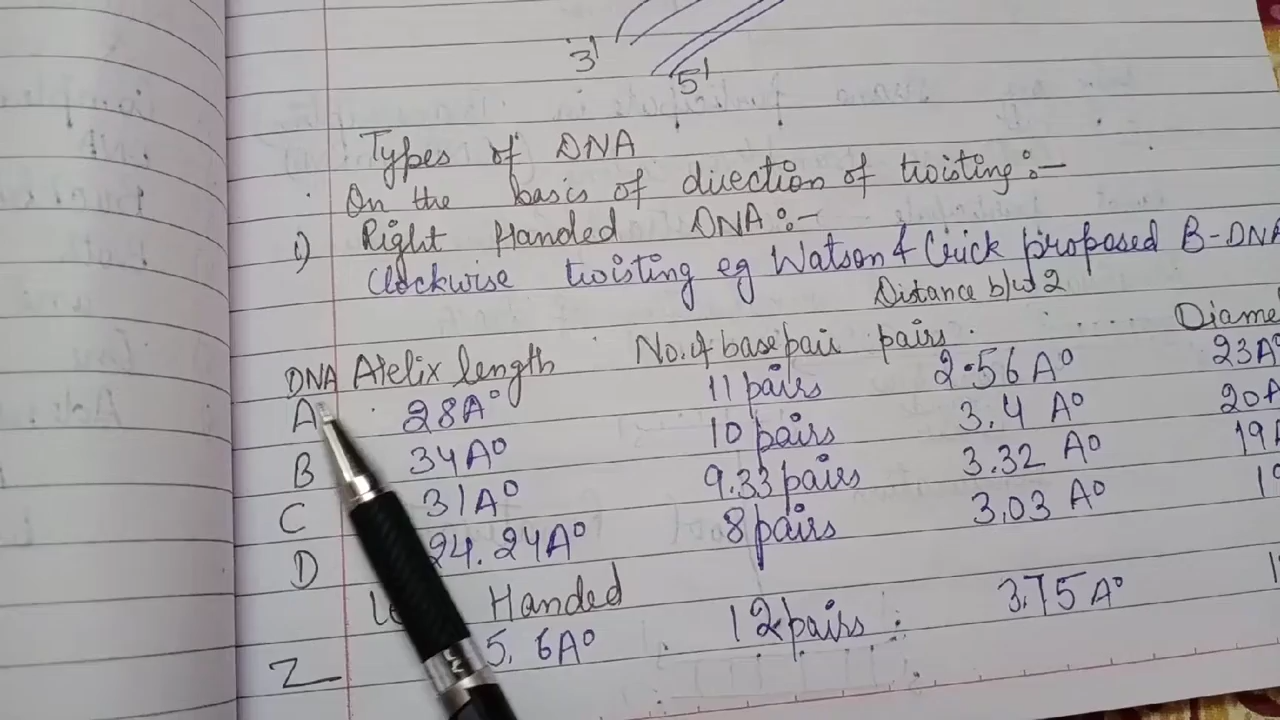 3'
5'
Types of DNA
On the basis of direction of twisting :-
1) Right Handed DNA :-
Clockwise twisting eg Watson & Crick proposed B-DNA
Distance b/w 2
DNA Helix length No. of base pair pairs. Diame
A 28A° 11 pairs 2.56 A° 23A°
B 34A° 10 pairs 3.4 A° 20A
C 31A° 9.33 pairs 3.32 A° 19A
D 24.24A° 8 pairs 3.03 A° 19
Handed
Z 5.6A° 12 pairs 3.75 A° 1